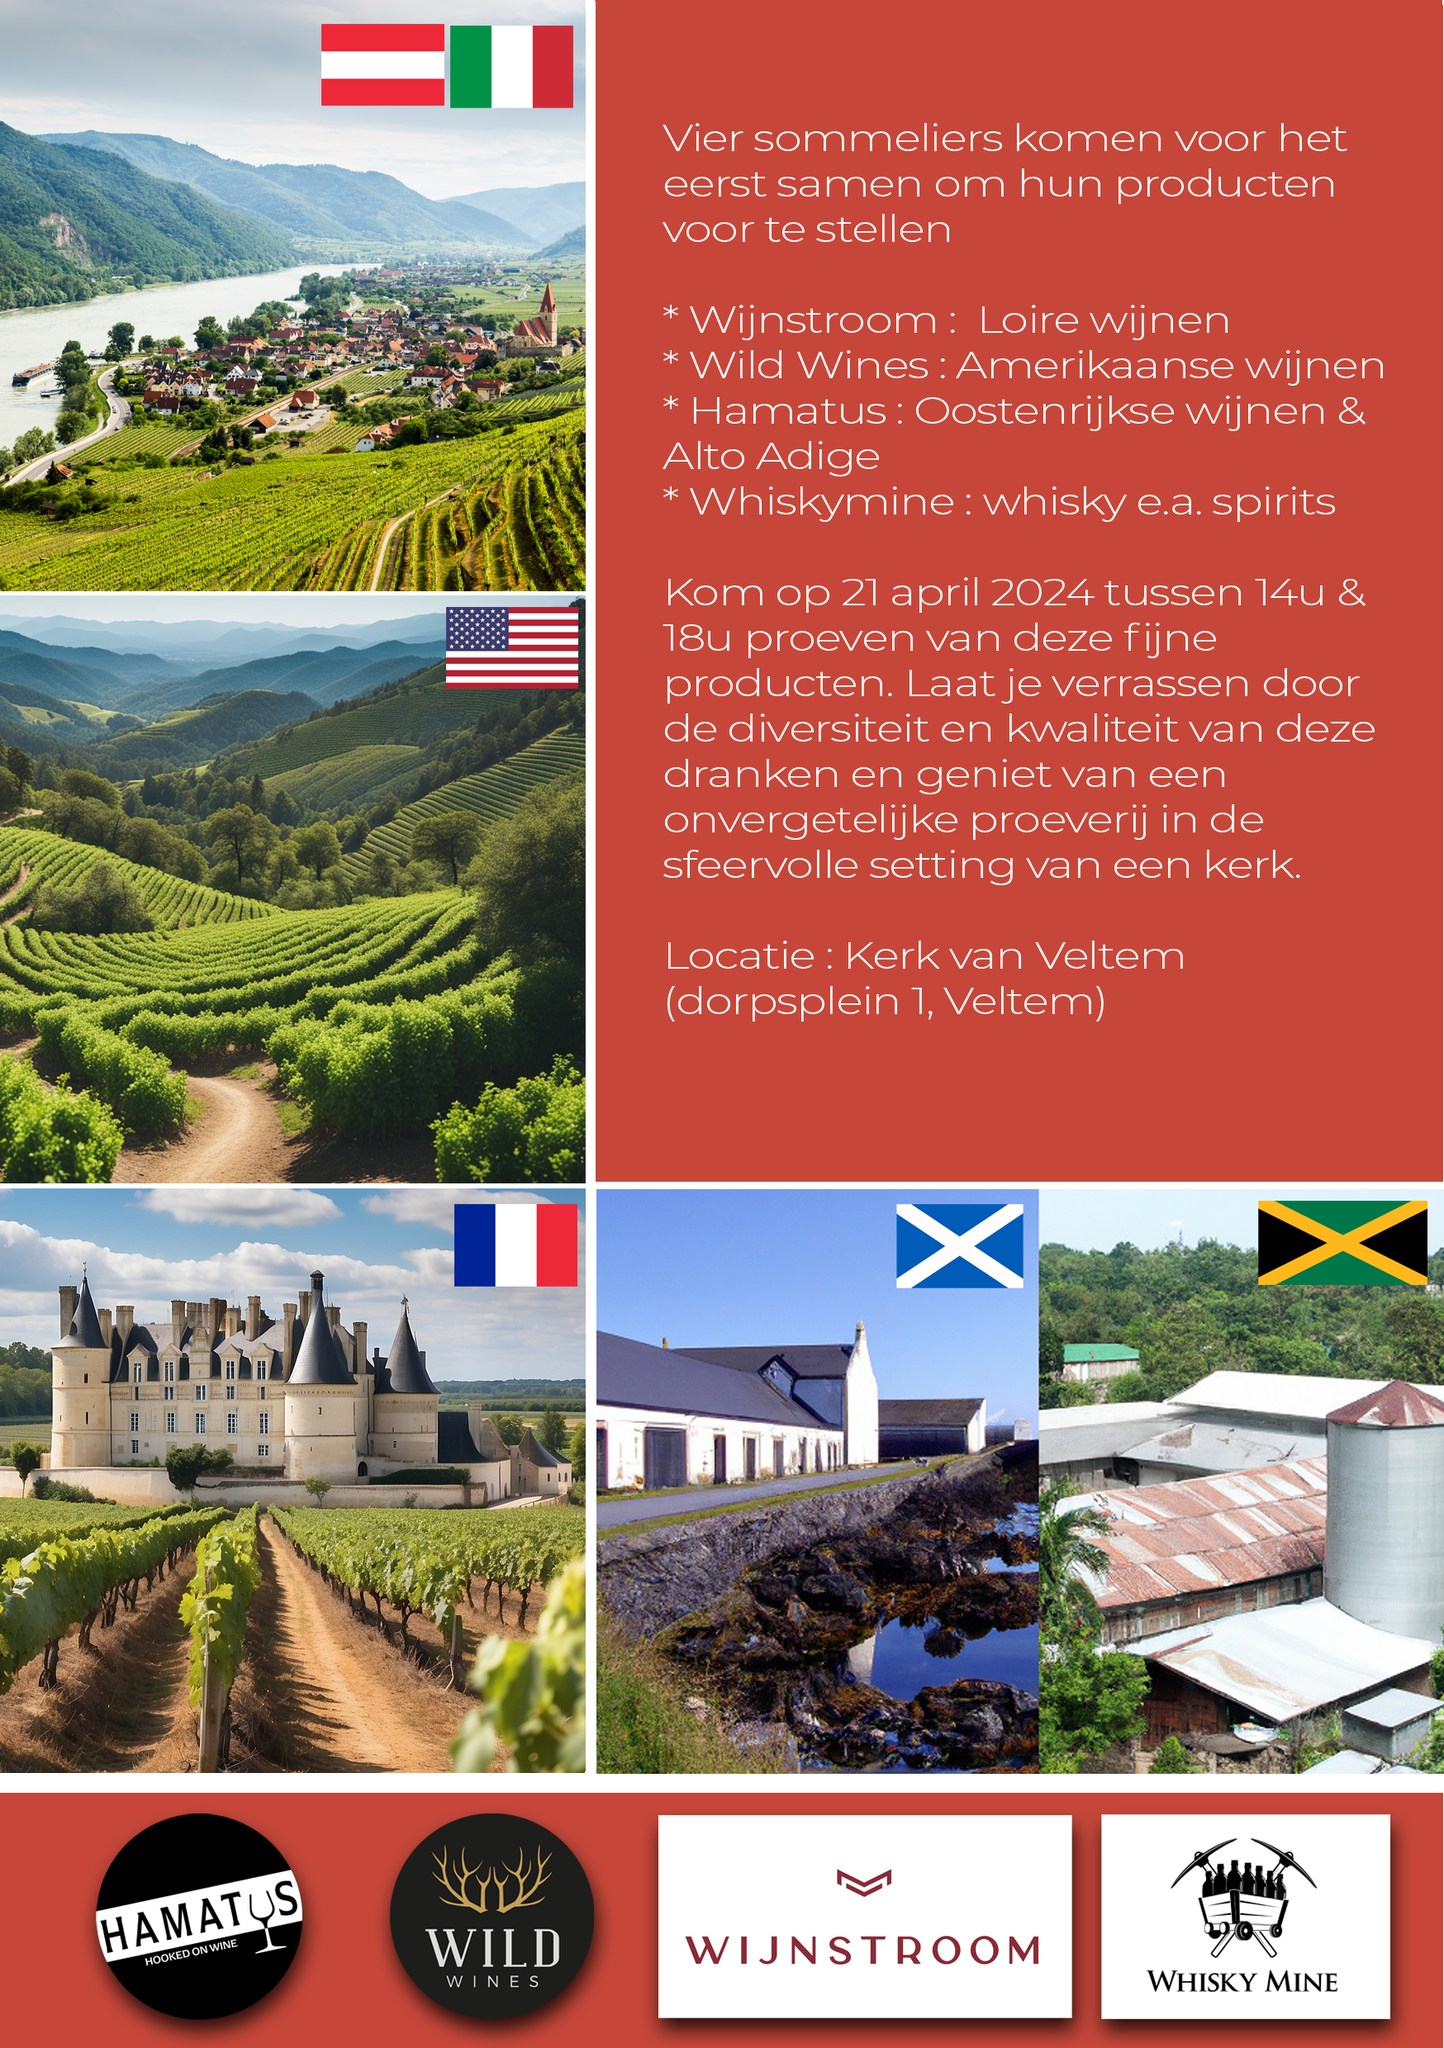 Vier sommeliers komen voor het
eerst samen om hun producten
voor te stellen
* Wijnstroom :  Loire wijnen
* Wild Wines : Amerikaanse wijnen
* Hamatus : Oostenrijkse wijnen &
Alto Adige
* Whiskymine : whisky e.a. spirits
Kom op 21 april 2024 tussen 14u &
18u proeven van deze fijne
producten. Laat je verrassen door
de diversiteit en kwaliteit van deze
dranken en geniet van een
onvergetelijke proeverij in de
sfeervolle setting van een kerk.
Locatie : Kerk van Veltem
(dorpsplein 1, Veltem)
HAMATUS
HOOKED ON WINE
WILD
WINES
WIJNSTROOM
WHISKY MINE